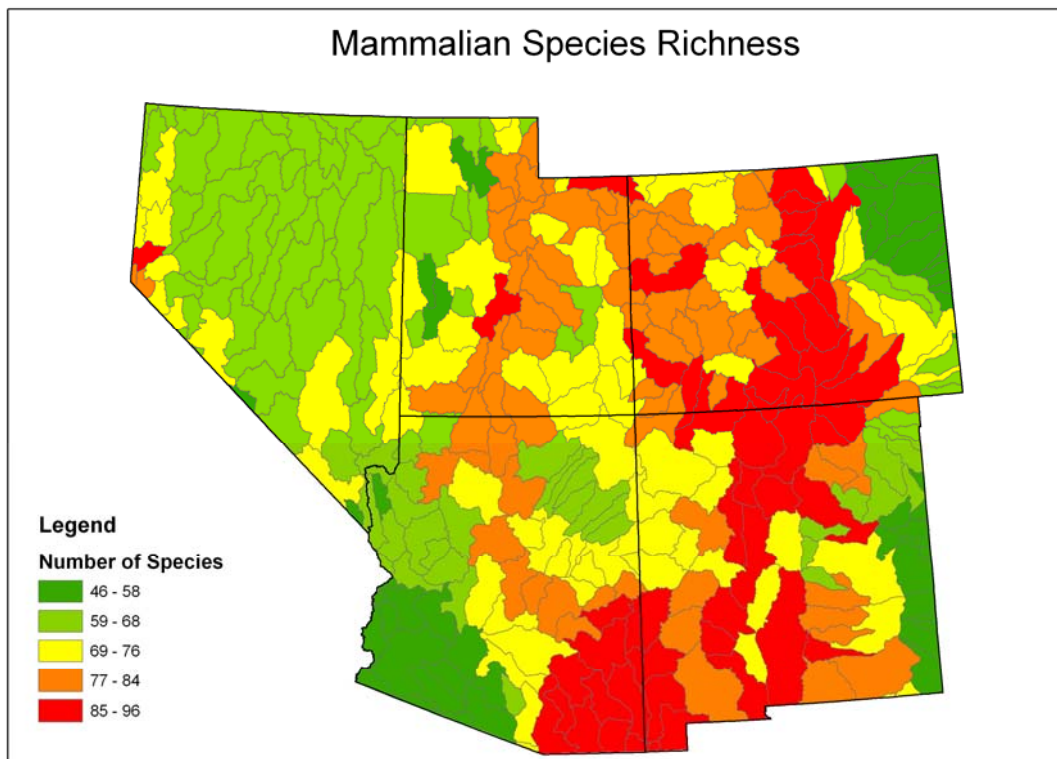 Mammalian Species Richness
Legend
Number of Species
46 - 58
59 - 68
69 - 76
77 - 84
85 - 96